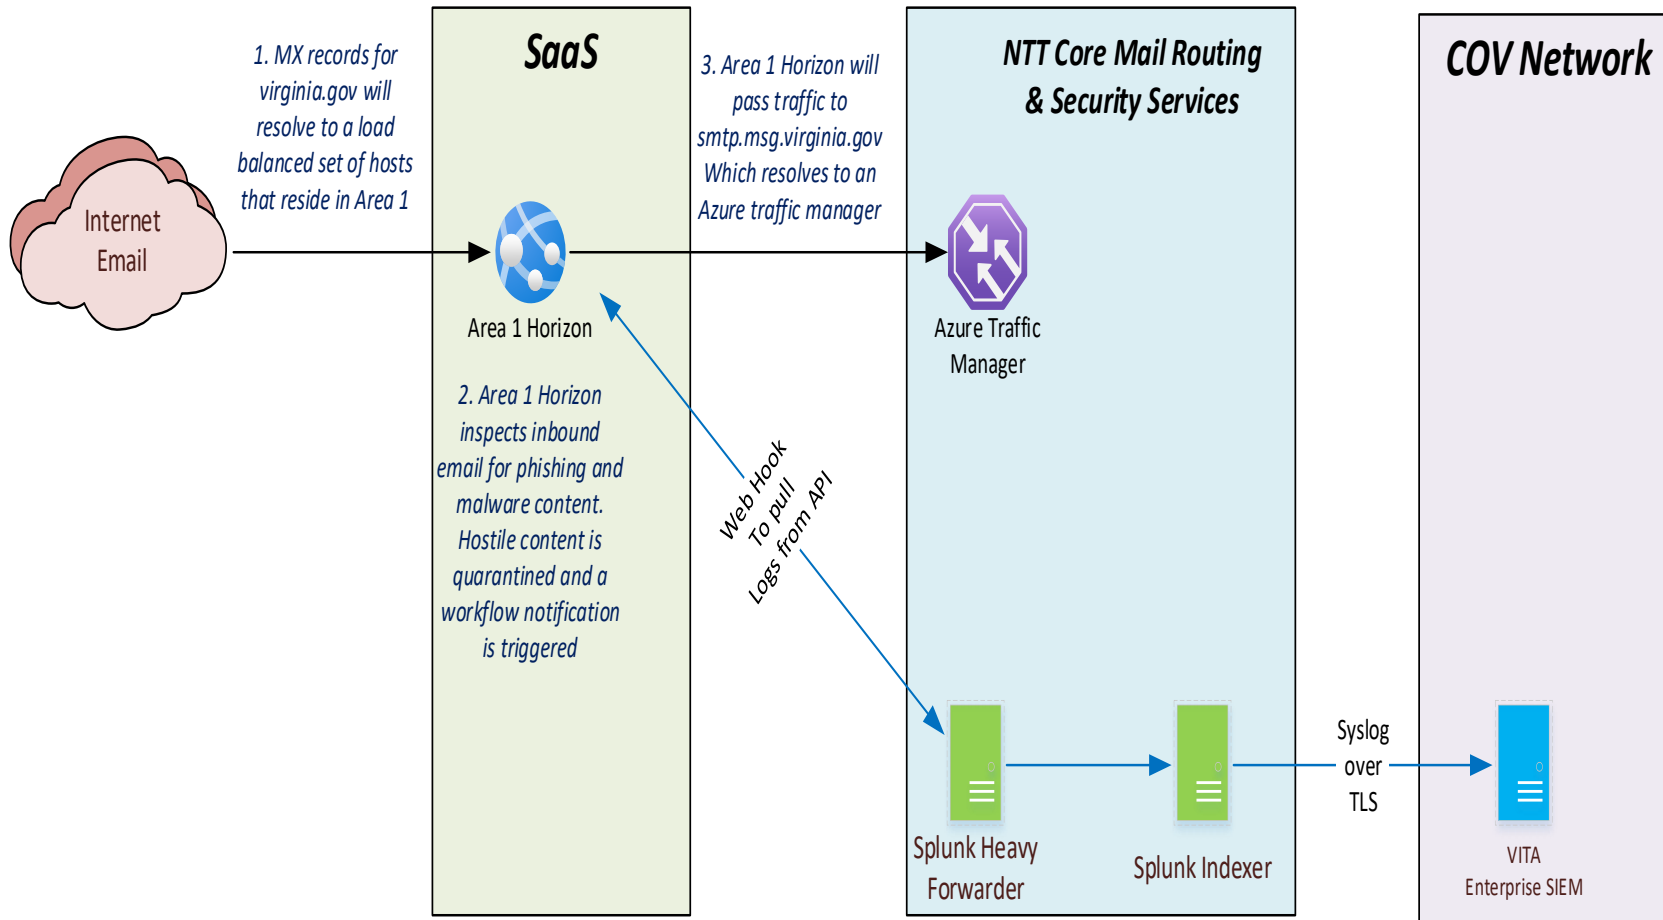 SaaS
NTT Core Mail Routing
& Security Services
COV Network
1. MX records for
virginia.gov will
resolve to a load
balanced set of hosts
that reside in Area 1
3. Area 1 Horizon will
pass traffic to
smtp.msg.virginia.gov
Which resolves to an
Azure traffic manager
Internet
Email
Area 1 Horizon
Azure Traffic
Manager
2. Area 1 Horizon
inspects inbound
email for phishing and
malware content.
Hostile content is
quarantined and a
workflow notification
is triggered
Web Hook
To pull
Logs from API
Splunk Heavy
Forwarder
Splunk Indexer
Syslog
over
TLS
VITA
Enterprise SIEM